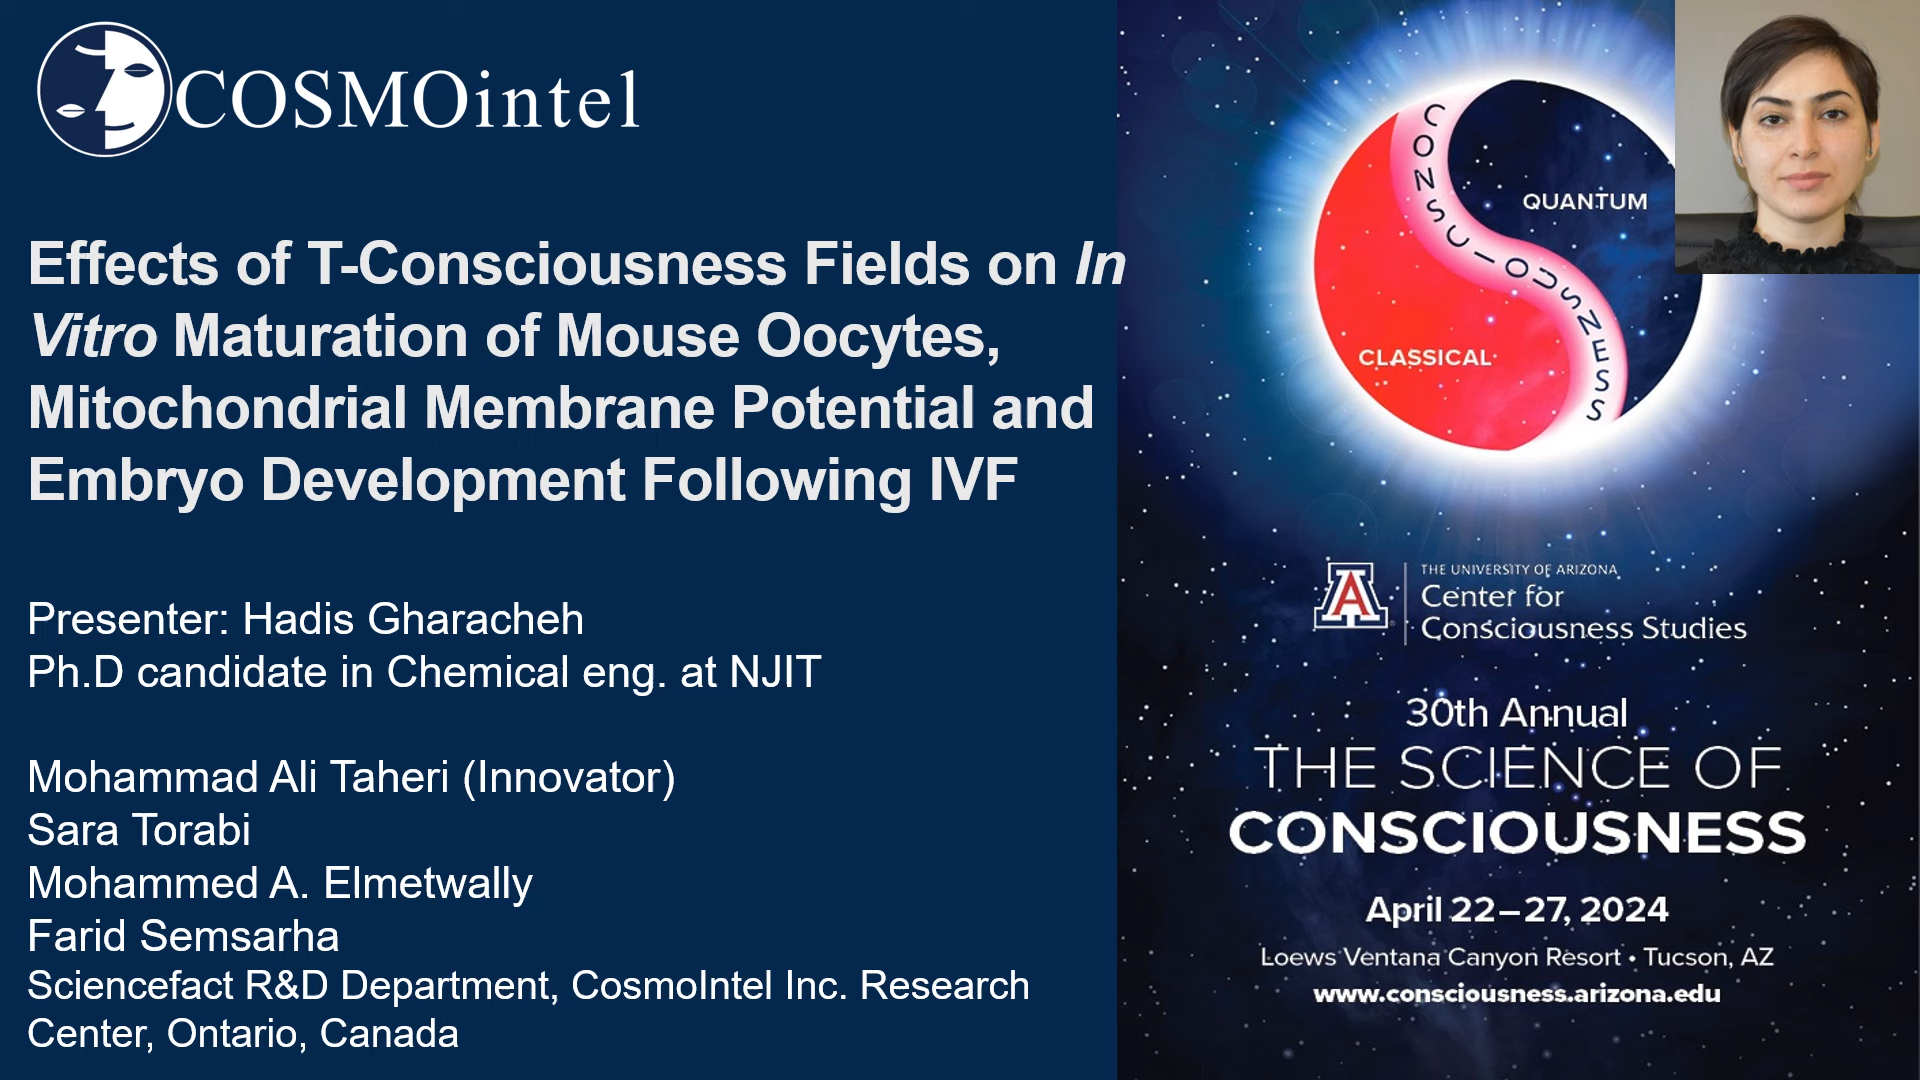 COSMOintel
Effects of T-Consciousness Fields on In
Vitro Maturation of Mouse Oocytes,
Mitochondrial Membrane Potential and
Embryo Development Following IVF
Presenter: Hadis Gharacheh
Ph.D candidate in Chemical eng. at NJIT
Mohammad Ali Taheri (Innovator)
Sara Torabi
Mohammed A. Elmetwally
Farid Semsarha
Sciencefact R&D Department, CosmoIntel Inc. Research
Center, Ontario, Canada
CONSCIOUSNESS
QUANTUM
CLASSICAL
A
THE UNIVERSITY OF ARIZONA
Center for
Consciousness Studies
30th Annual
THE SCIENCE OF
CONSCIOUSNESS
April 22–27, 2024
Loews Ventana Canyon Resort • Tucson, AZ
www.consciousness.arizona.edu